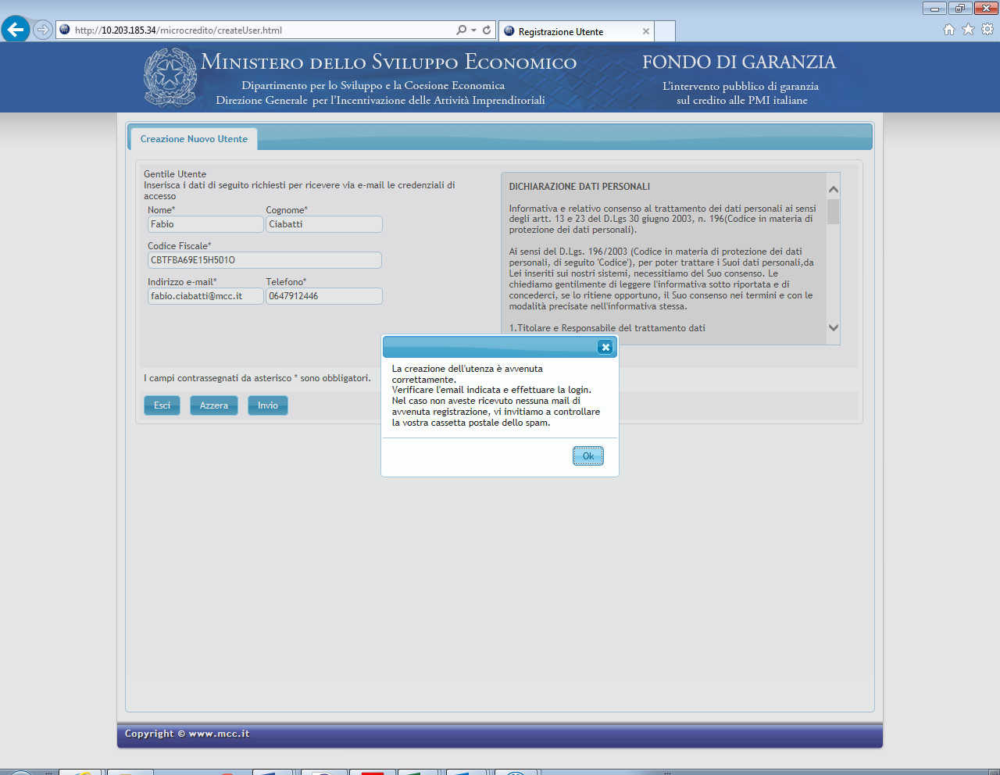 http://10.203.185.34/microcredito/createUser.html
Registrazione Utente
MINISTERO DELLO SVILUPPO ECONOMICO
Dipartimento per lo Sviluppo e la Coesione Economica
Direzione Generale per l'Incentivazione delle Attività Imprenditoriali
FONDO DI GARANZIA
L'intervento pubblico di garanzia
sul credito alle PMI italiane
Creazione Nuovo Utente
Gentile Utente
Inserisca i dati di seguito richiesti per ricevere via e-mail le credenziali di
accesso
Nome* Cognome*
Fabio Ciabatti
Codice Fiscale*
CBTFBA69E15H501O
Indirizzo e-mail* Telefono*
fabio.ciabatti@mcc.it 0647912446
DICHIARAZIONE DATI PERSONALI
Informativa e relativo consenso al trattamento dei dati personali ai sensi
degli artt. 13 e 23 del D.Lgs 30 giugno 2003, n. 196(Codice in materia di
protezione dei dati personali).
Ai sensi del D.Lgs. 196/2003 (Codice in materia di protezione dei dati
personali, di seguito 'Codice'), per poter trattare i Suoi dati personali,da
Lei inseriti sui nostri sistemi, necessitiamo del Suo consenso. Le
chiediamo gentilmente di leggere l'informativa sotto riportata e di
concederci, se lo ritiene opportuno, il Suo consenso nei termini e con le
modalità precisate nell'informativa stessa.
1.Titolare e Responsabile del trattamento dati
La creazione dell'utenza è avvenuta
correttamente.
Verificare l'email indicata e effettuare la login.
Nel caso non aveste ricevuto nessuna mail di
avvenuta registrazione, vi invitiamo a controllare
la vostra cassetta postale dello spam.
Ok
I campi contrassegnati da asterisco * sono obbligatori.
Esci Azzera Invio
Copyright © www.mcc.it